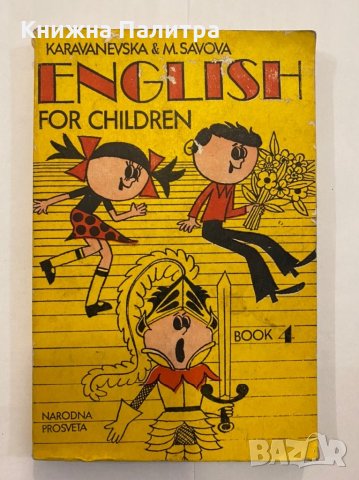 Книжна Палитра
KARAVANEVSKA & M. SAVOVA
ENGLISH
FOR CHILDREN
BOOK 4
NARODNA
PROSVETA
BAZAR